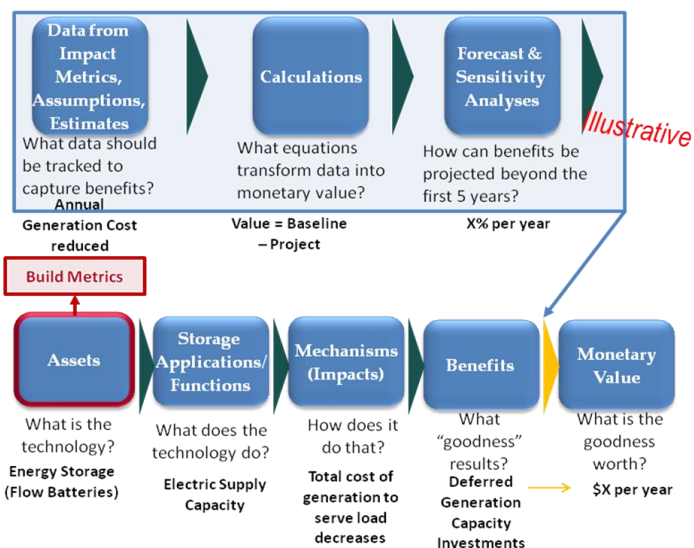 Data from
Impact
Metrics,
Assumptions,
Estimates
Calculations
Forecast &
Sensitivity
Analyses
Illustrative
What data should
be tracked to
capture benefits?
What equations
transform data into
monetary value?
How can benefits be
projected beyond the
first 5 years?
Annual
Generation Cost
reduced
Value = Baseline
– Project
X% per year
Build Metrics
Assets
Storage
Applications/
Functions
Mechanisms
(Impacts)
Benefits
Monetary
Value
What is the
technology?
What does the
technology do?
How does it
do that?
What
“goodness”
results?
What is the
goodness
worth?
Energy Storage
(Flow Batteries)
Electric Supply
Capacity
Total cost of
generation to
serve load
decreases
Deferred
Generation
Capacity
Investments
$X per year